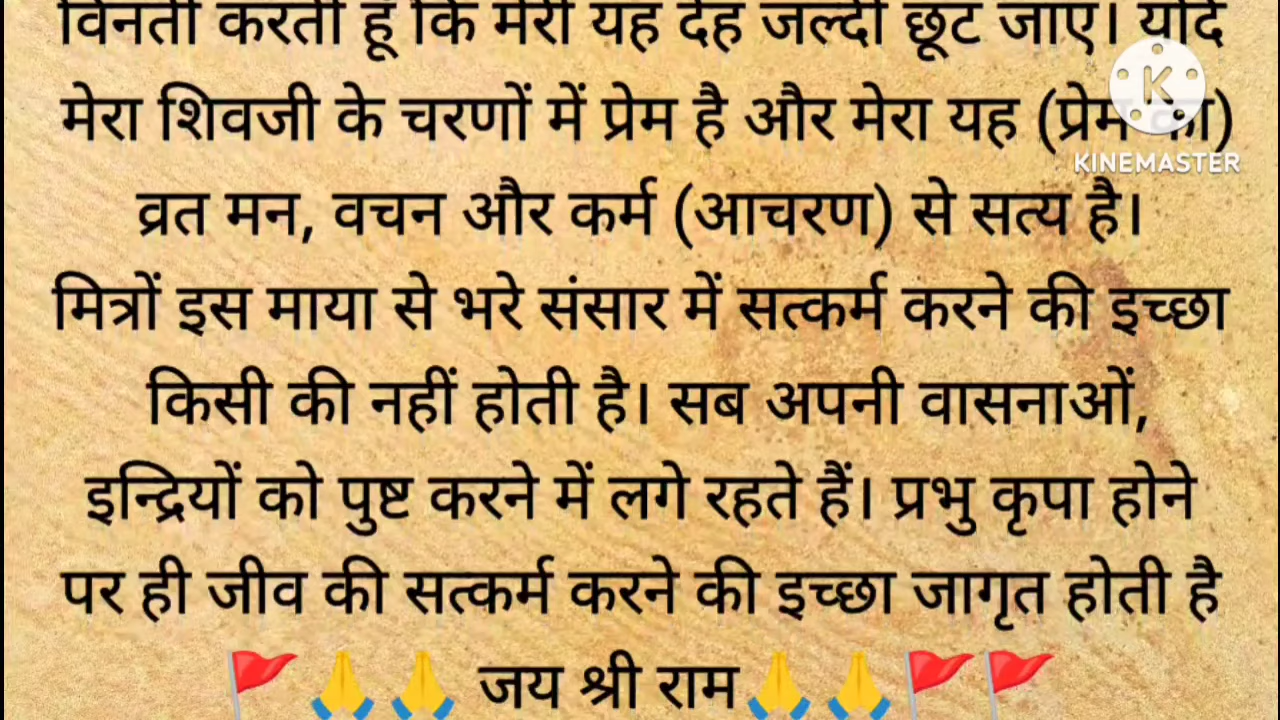 विनती करती हूँ कि मेरी यह देह जल्दी छूट जाए। यदि
मेरा शिवजी के चरणों में प्रेम है और मेरा यह (प्रेम का)
व्रत मन, वचन और कर्म (आचरण) से सत्य है।
मित्रों इस माया से भरे संसार में सत्कर्म करने की इच्छा
किसी की नहीं होती है। सब अपनी वासनाओं,
इन्द्रियों को पुष्ट करने में लगे रहते हैं। प्रभु कृपा होने
पर ही जीव की सत्कर्म करने की इच्छा जागृत होती है
🚩🙏🙏 जय श्री राम🙏🙏🚩🚩
K
KINEMASTER